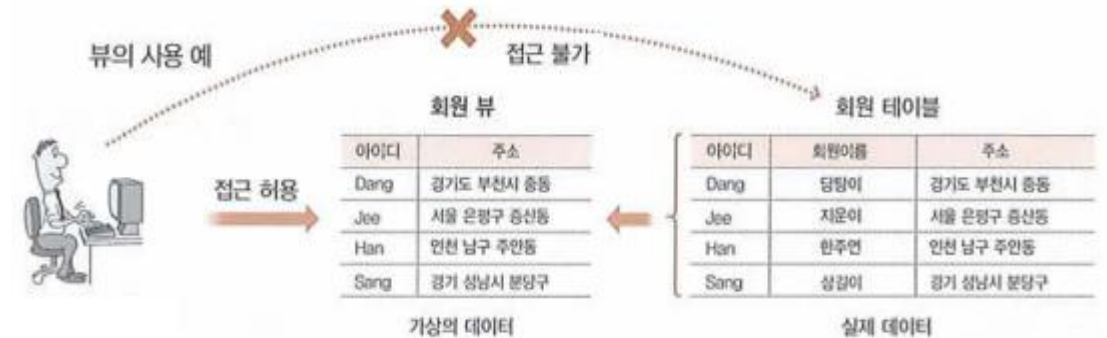 뷰의 사용 예
접근 불가
회원 뷰
회원 테이블
아이디 주소
Dang 경기도 부천시 중동
Jee 서울 은평구 증산동
Han 인천 남구 주안동
Sang 경기 성남시 분당구
가상의 데이터
접근 허용
아이디 회원이름 주소
Dang 당탕이 경기도 부천시 중동
Jee 지운이 서울 은평구 증산동
Han 한주연 인천 남구 주안동
Sang 상길이 경기 성남시 분당구
실제 데이터